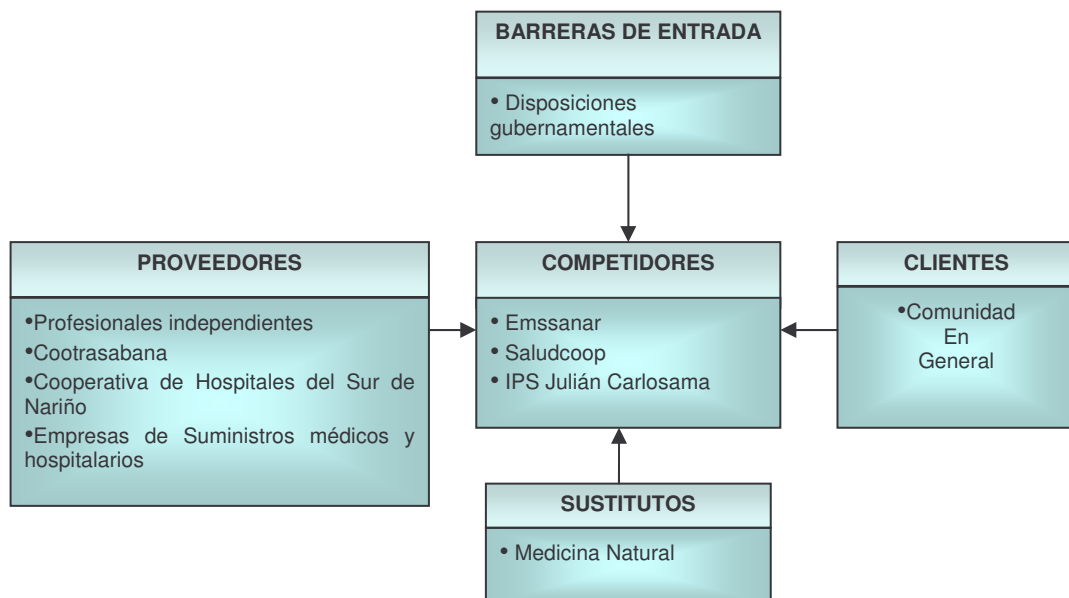 BARRERAS DE ENTRADA
• Disposiciones
gubernamentales
PROVEEDORES
•Profesionales independientes
•Cootrasabana
•Cooperativa de Hospitales del Sur de
Nariño
•Empresas de Suministros médicos y
hospitalarios
COMPETIDORES
• Emssanar
• Saludcoop
• IPS Julián Carlosama
CLIENTES
•Comunidad
En
General
SUSTITUTOS
• Medicina Natural